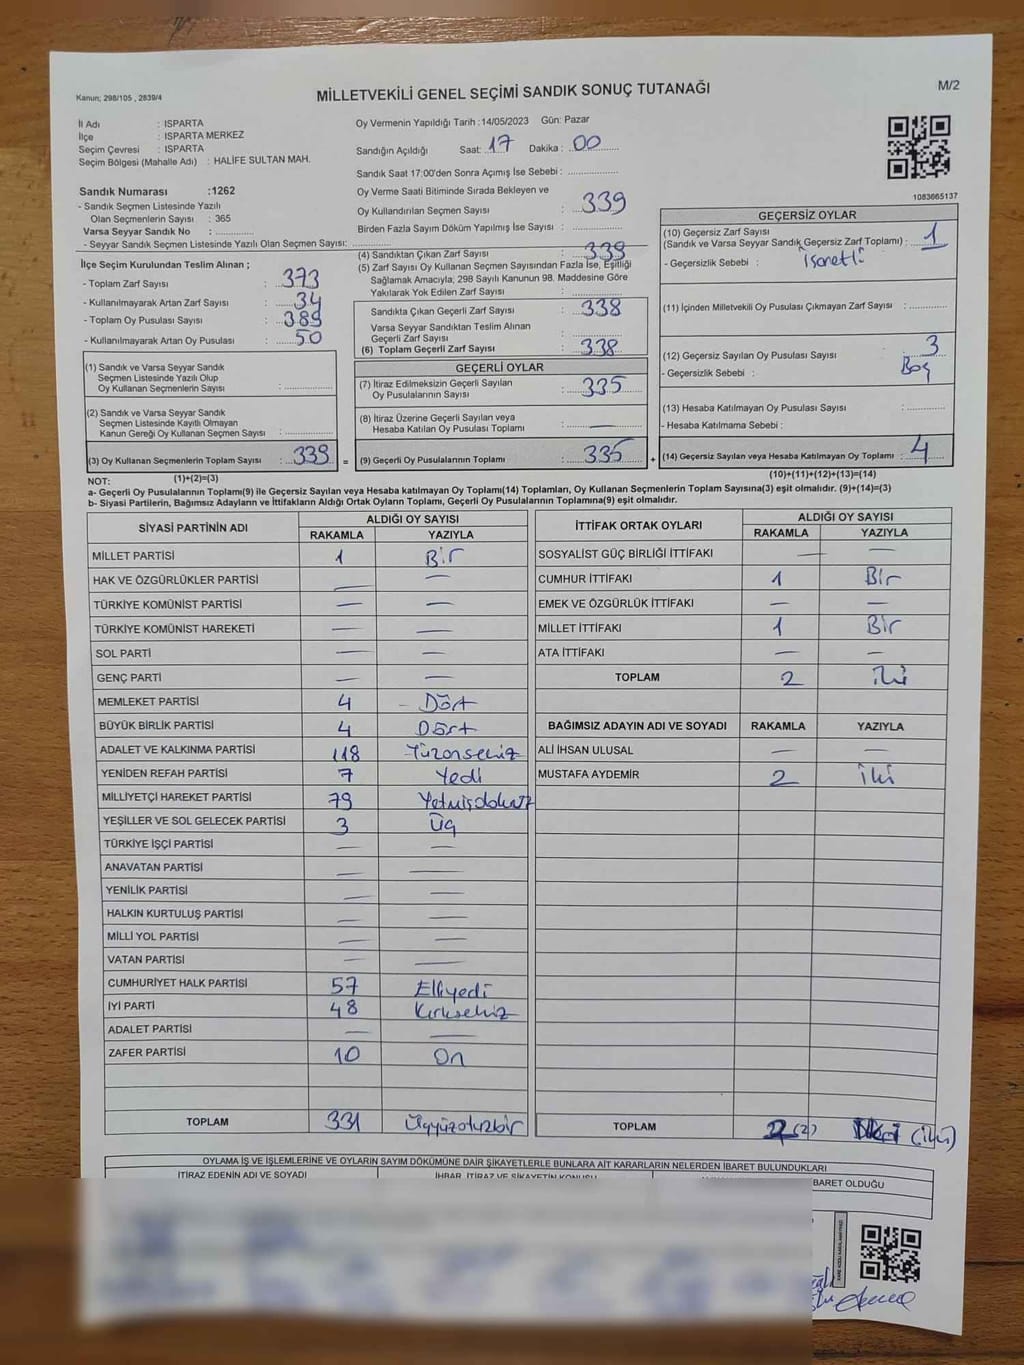 Kanun; 298/105 , 2839/4
MİLLETVEKİLİ GENEL SEÇİMİ SANDIK SONUÇ TUTANAĞI
M/2
İl Adı : ISPARTA
İlçe : ISPARTA MERKEZ
Seçim Çevresi : ISPARTA
Seçim Bölgesi (Mahalle Adı) : HALİFE SULTAN MAH.
Sandık Numarası :1262
- Sandık Seçmen Listesinde Yazılı
Olan Seçmenlerin Sayısı : 365
Varsa Seyyar Sandık No : ...............
- Seyyar Sandık Seçmen Listesinde Yazılı Olan Seçmen Sayısı: ...............
İlçe Seçim Kurulundan Teslim Alınan ;
- Toplam Zarf Sayısı : 373
- Kullanılmayarak Artan Zarf Sayısı : 34
- Toplam Oy Pusulası Sayısı : 389
- Kullanılmayarak Artan Oy Pusulası : 50
(1) Sandık ve Varsa Seyyar Sandık
Seçmen Listesinde Yazılı Olup
Oy Kullanan Seçmenlerin Sayısı : ...............
(2) Sandık ve Varsa Seyyar Sandık
Seçmen Listesinde Kayıtlı Olmayan
Kanun Gereği Oy Kullanan Seçmen Sayısı : ...............
(3) Oy Kullanan Seçmenlerin Toplam Sayısı : 339 =
(1)+(2)=(3)
Oy Vermenin Yapıldığı Tarih :14/05/2023 Gün: Pazar
Sandığın Açıldığı Saat: 17 Dakika : 00
Sandık Saat 17:00'den Sonra Açımış İse Sebebi : ...............
Oy Verme Saati Bitiminde Sırada Bekleyen ve
Oy Kullandırılan Seçmen Sayısı : 339
Birden Fazla Sayım Döküm Yapılmış İse Sayısı : ...............
(4) Sandıktan Çıkan Zarf Sayısı : 339
(5) Zarf Sayısı Oy Kullanan Seçmen Sayısından Fazla İse, Eşitliği
Sağlamak Amacıyla, 298 Sayılı Kanunun 98. Maddesine Göre
Yakılarak Yok Edilen Zarf Sayısı : ...............
Sandıkta Çıkan Geçerli Zarf Sayısı : 338
Varsa Seyyar Sandıktan Teslim Alınan
Geçerli Zarf Sayısı : ...............
(6) Toplam Geçerli Zarf Sayısı : 338
GEÇERLİ OYLAR
(7) İtiraz Edilmeksizin Geçerli Sayılan
Oy Pusulalarının Sayısı : 335
(8) İtiraz Üzerine Geçerli Sayılan veya
Hesaba Katılan Oy Pusulası Toplamı : —
(9) Geçerli Oy Pusulalarının Toplamı : 335 +
1083665137
GEÇERSİZ OYLAR
(10) Geçersiz Zarf Sayısı
(Sandık ve Varsa Seyyar Sandık Geçersiz Zarf Toplamı) : 1
- Geçersizlik Sebebi : İsaretli
(11) İçinden Milletvekili Oy Pusulası Çıkmayan Zarf Sayısı : ...............
(12) Geçersiz Sayılan Oy Pusulası Sayısı : 3
- Geçersizlik Sebebi : Boş
(13) Hesaba Katılmayan Oy Pusulası Sayısı : ...............
- Hesaba Katılmama Sebebi :
(14) Geçersiz Sayılan veya Hesaba Katılmayan Oy Toplamı : 4
(10)+(11)+(12)+(13)=(14)
NOT:
a- Geçerli Oy Pusulalarının Toplamı(9) ile Geçersiz Sayılan veya Hesaba katılmayan Oy Toplamı(14) Toplamları, Oy Kullanan Seçmenlerin Toplam Sayısına(3) eşit olmalıdır. (9)+(14)=(3)
b- Siyasi Partilerin, Bağımsız Adayların ve İttifakların Aldığı Ortak Oyların Toplamı, Geçerli Oy Pusulalarının Toplamına(9) eşit olmalıdır.
SİYASİ PARTİNİN ADI ALDIĞI OY SAYISI
RAKAMLA YAZIYLA
MİLLET PARTİSİ 1 Bir
HAK VE ÖZGÜRLÜKLER PARTİSİ — —
TÜRKİYE KOMÜNİST PARTİSİ — —
TÜRKİYE KOMÜNİST HAREKETİ — —
SOL PARTİ — —
GENÇ PARTİ — —
MEMLEKET PARTİSİ 4 - Dört
BÜYÜK BİRLİK PARTİSİ 4 Dört
ADALET VE KALKINMA PARTİSİ 118 Yüzonsekiz
YENİDEN REFAH PARTİSİ 7 Yedi
MİLLİYETÇİ HAREKET PARTİSİ 79 Yetmişdokuz
YEŞİLLER VE SOL GELECEK PARTİSİ 3 Üç
TÜRKİYE İŞÇİ PARTİSİ — —
ANAVATAN PARTİSİ — —
YENİLİK PARTİSİ — —
HALKIN KURTULUŞ PARTİSİ — —
MİLLİ YOL PARTİSİ — —
VATAN PARTİSİ — —
CUMHURİYET HALK PARTİSİ 57 Elliyedi
İYİ PARTİ 48 Kırksekiz
ADALET PARTİSİ — —
ZAFER PARTİSİ 10 On
TOPLAM 331 Üçyüzotuzbir
İTTİFAK ORTAK OYLARI ALDIĞI OY SAYISI
RAKAMLA YAZIYLA
SOSYALİST GÜÇ BİRLİĞİ İTTİFAKI — —
CUMHUR İTTİFAKI 1 Bir
EMEK VE ÖZGÜRLÜK İTTİFAKI — —
MİLLET İTTİFAKI 1 Bir
ATA İTTİFAKI — —
TOPLAM 2 İki
BAĞIMSIZ ADAYIN ADI VE SOYADI RAKAMLA YAZIYLA
ALİ İHSAN ULUSAL — —
MUSTAFA AYDEMİR 2 İki
TOPLAM 2 (2) (iki)
OYLAMA İŞ VE İŞLEMLERİNE VE OYLARIN SAYIM DÖKÜMÜNE DAİR ŞİKAYETLERLE BUNLARA AİT KARARLARIN NELERDEN İBARET BULUNDUKLARI
İTİRAZ EDENİN ADI VE SOYADI İHBAR, İTİRAZ VE ŞİKAYETİN KONUSU BARET OLDUĞU